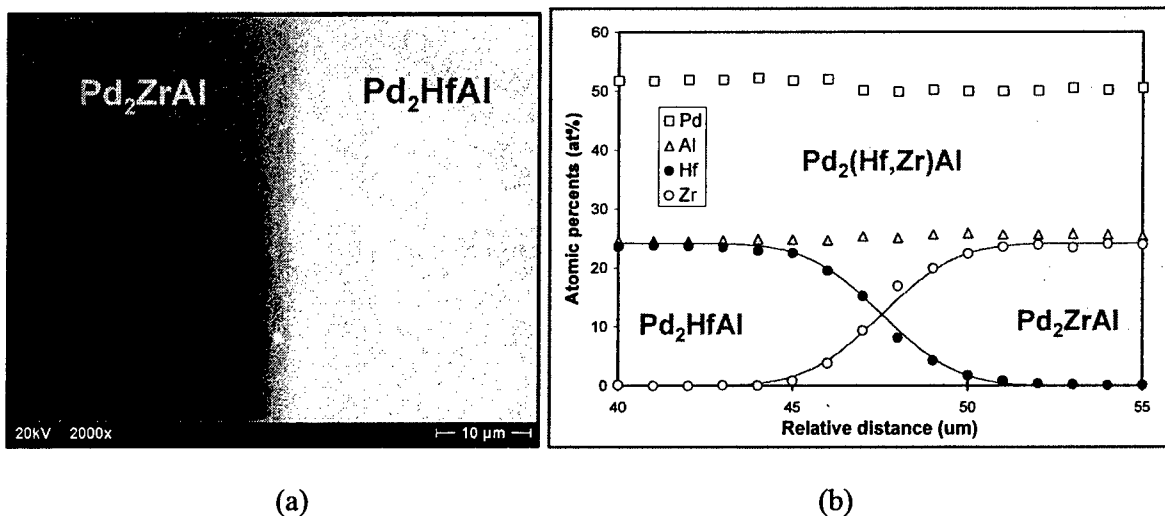 Pd₂ZrAl
Pd₂HfAl
20kV 2000x
10 µm
(a)
60
50
40
30
20
10
0
Atomic percents (at%)
Pd
Al
Hf
Zr
Pd₂(Hf,Zr)Al
Pd₂HfAl
Pd₂ZrAl
40
45
50
55
Relative distance (um)
(b)